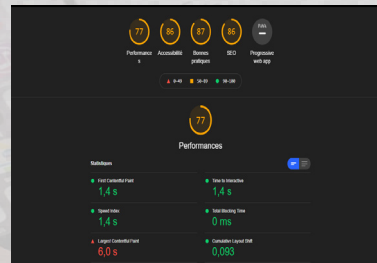 77
86
87
86
PWA
Performance
s
Accessibilité
Bonnes
pratiques
SEO
Progressive
web app
0-49
50-89
90-100
77
Performances
Statistiques
First Contentful Paint
1,4 s
Time to Interactive
1,4 s
Speed Index
1,4 s
Total Blocking Time
0 ms
Largest Contentful Paint
6,0 s
Cumulative Layout Shift
0,093